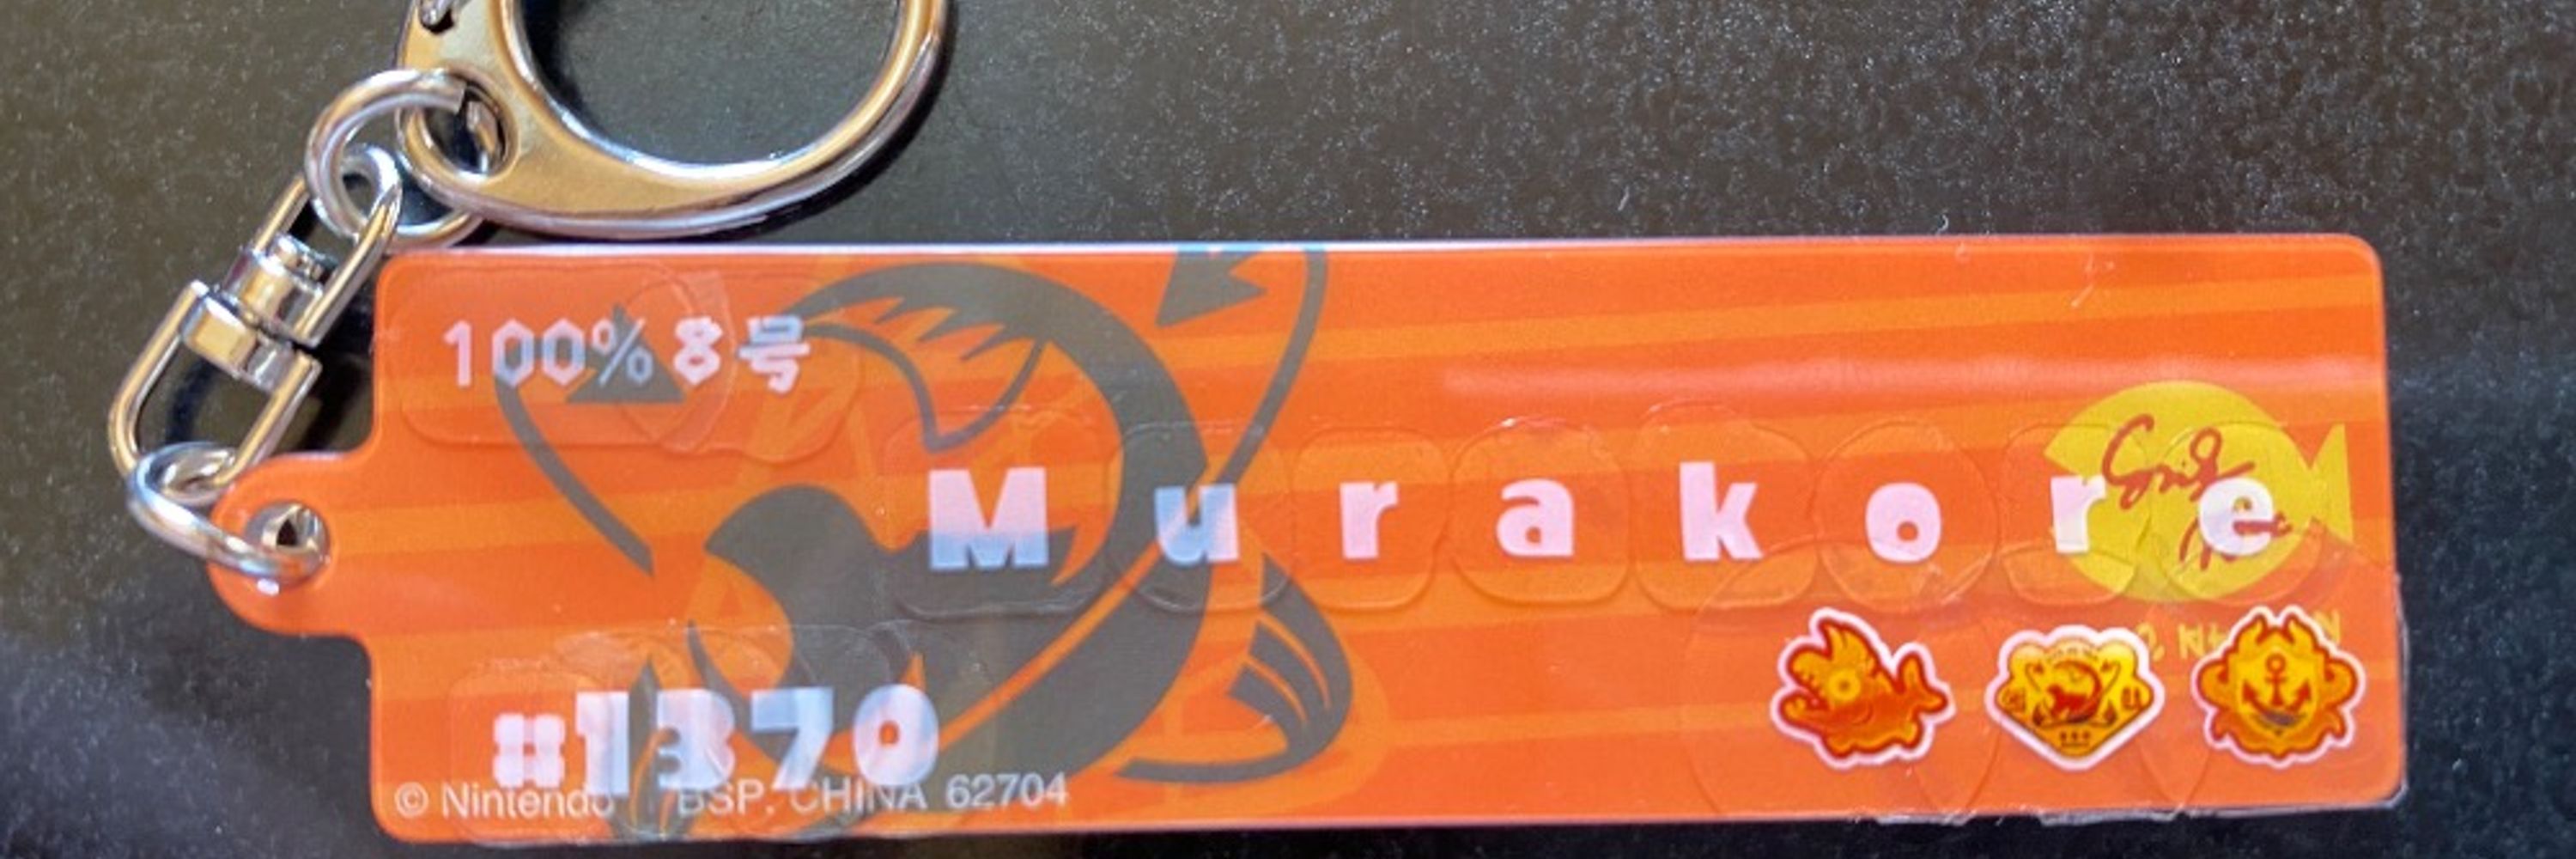 100%8号
Murakore
#1370
© Nintendo BSP. CHINA 62704